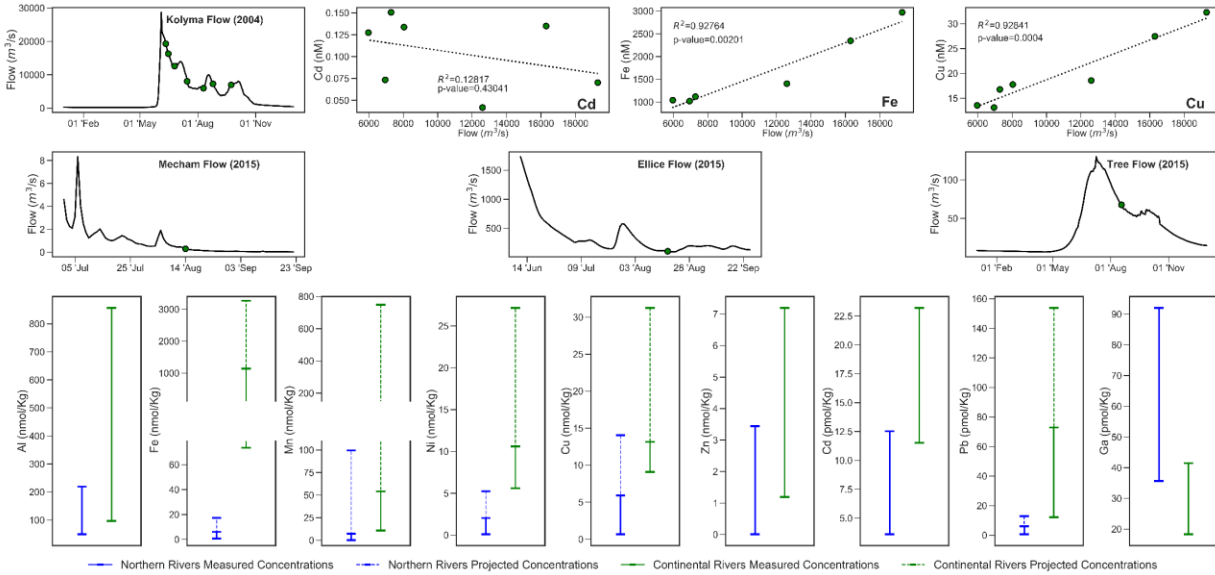 Kolyma Flow (2004)
Flow (m³/s)
30000
20000
10000
0
01 'Feb
01 'May
01 'Aug
01 'Nov
Cd (nM)
0.150
0.125
0.100
0.075
0.050
R²=0.12817
p-value=0.43041
Cd
6000
8000
10000
12000
14000
16000
18000
Flow (m³/s)
Fe (nM)
3000
2500
2000
1500
1000
R²=0.92764
p-value=0.00201
Fe
6000
8000
10000
12000
14000
16000
18000
Flow (m³/s)
Cu (nM)
30
25
20
15
R²=0.92841
p-value=0.0004
Cu
6000
8000
10000
12000
14000
16000
18000
Flow (m³/s)
Mecham Flow (2015)
Flow (m³/s)
8
6
4
2
0
05 'Jul
25 'Jul
14 'Aug
03 'Sep
23 'Sep
Ellice Flow (2015)
Flow (m³/s)
1500
1000
500
14 'Jun
09 'Jul
03 'Aug
28 'Aug
22 'Sep
Tree Flow (2015)
Flow (m³/s)
100
50
01 'Feb
01 'May
01 'Aug
01 'Nov
Al (nmol/Kg)
800
700
600
500
400
300
200
100
Fe (nmol/Kg)
3000
2000
1000
60
40
20
0
Mn (nmol/Kg)
800
700
600
500
400
300
200
100
75
50
25
0
Ni (nmol/Kg)
25
20
15
10
5
0
Cu (nmol/Kg)
30
25
20
15
10
5
0
Zn (nmol/Kg)
7
6
5
4
3
2
1
0
Cd (pmol/Kg)
22.5
20.0
17.5
15.0
12.5
10.0
7.5
5.0
Pb (pmol/Kg)
160
140
120
100
80
60
40
20
0
Ga (pmol/Kg)
90
80
70
60
50
40
30
20
Northern Rivers Measured Concentrations
Northern Rivers Projected Concentrations
Continental Rivers Measured Concentrations
Continental Rivers Projected Concentrations